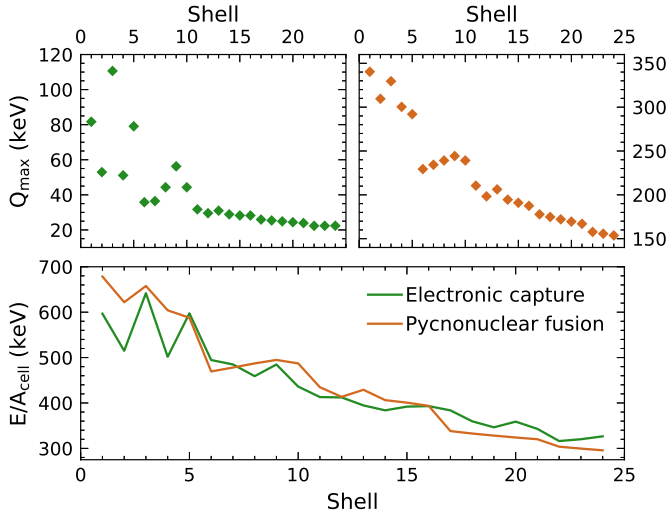 Shell
Shell
0 5 10 15 20
0 5 10 15 20 25
120
100
80
60
40
20
Q_max (keV)
350
300
250
200
150
700
600
500
400
300
E/A_cell (keV)
Electronic capture
Pycnonuclear fusion
0 5 10 15 20 25
Shell